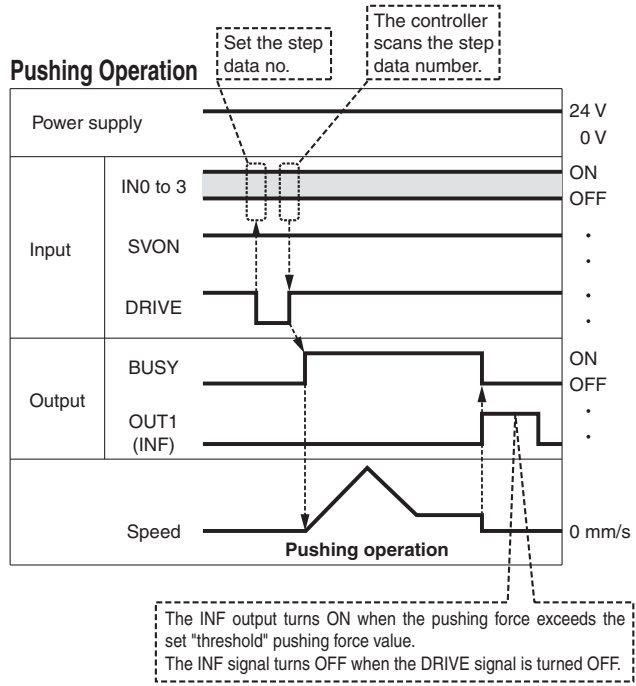 Set the step
data no.
The controller
scans the step
data number.
Pushing Operation
Power supply
24 V
0 V
Input
IN0 to 3
ON
OFF
SVON
DRIVE
Output
BUSY
ON
OFF
OUT1
(INF)
Speed
0 mm/s
Pushing operation
The INF output turns ON when the pushing force exceeds the
set "threshold" pushing force value.
The INF signal turns OFF when the DRIVE signal is turned OFF.